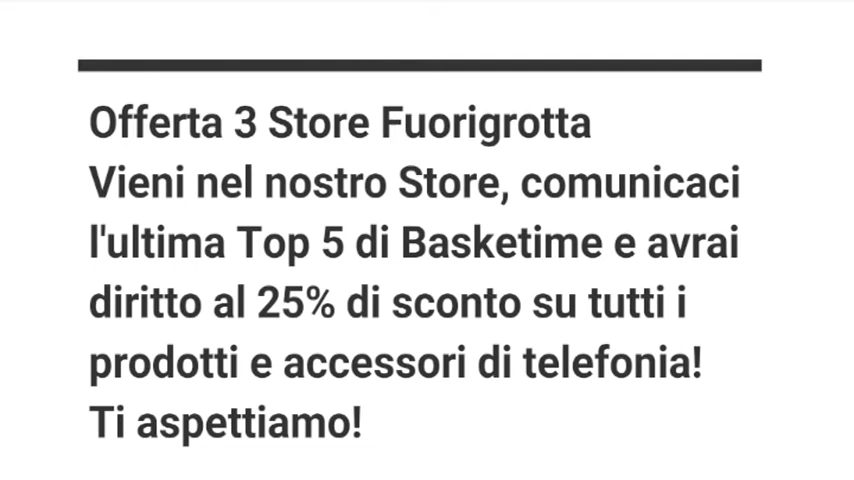 Offerta 3 Store Fuorigrotta
Vieni nel nostro Store, comunicaci
l'ultima Top 5 di Basketime e avrai
diritto al 25% di sconto su tutti i
prodotti e accessori di telefonia!
Ti aspettiamo!